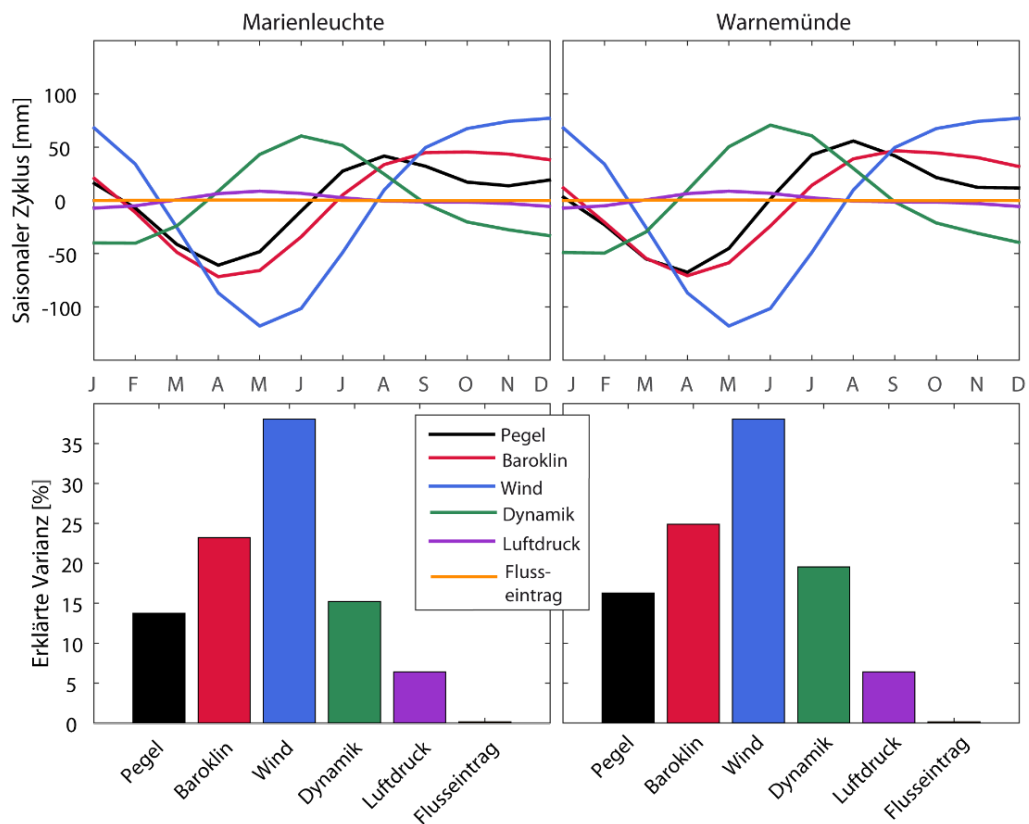 Marienleuchte
Warnemünde
Saisonaler Zyklus [mm]
100
50
0
-50
-100
J F M A M J J A S O N D
J F M A M J J A S O N D
Erklärte Varianz [%]
35
30
25
20
15
10
5
0
Pegel
Baroklin
Wind
Dynamik
Luftdruck
Fluss-
eintrag
Pegel
Baroklin
Wind
Dynamik
Luftdruck
Flusseintrag
Pegel
Baroklin
Wind
Dynamik
Luftdruck
Flusseintrag